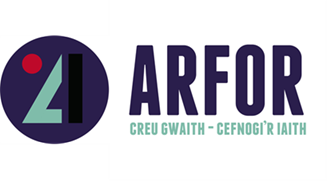 ARFOR
CREU GWAITH – CEFNOGI'R IAITH